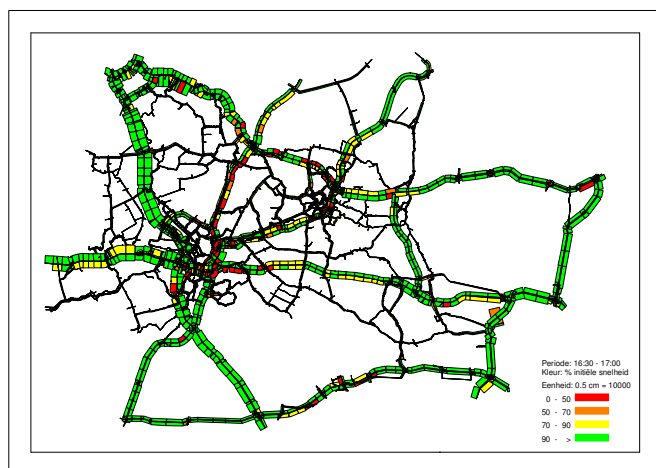 Periode: 16:30 - 17:00
Kleur: % initiële snelheid
Eenheid: 0.5 cm = 10000
0 - 50
50 - 70
70 - 90
90 - >